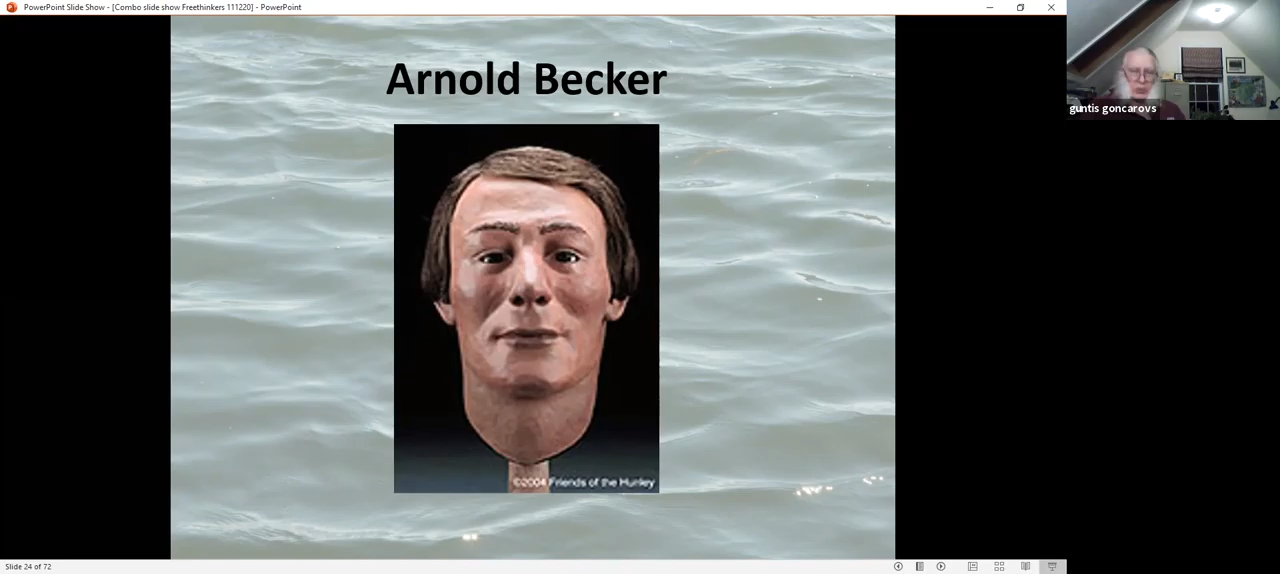 PowerPoint Slide Show - [Combo slide show Freethinkers 111220] - PowerPoint
guntis goncarovs
Arnold Becker
©2004 Friends of the Hunley
Slide 24 of 72